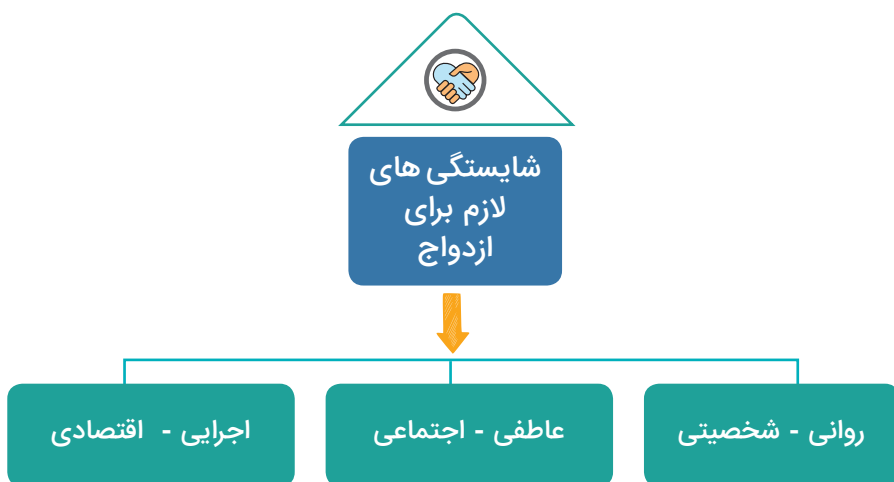 شایستگی های
لازم برای
ازدواج
روانی - شخصیتی
عاطفی - اجتماعی
اجرایی - اقتصادی